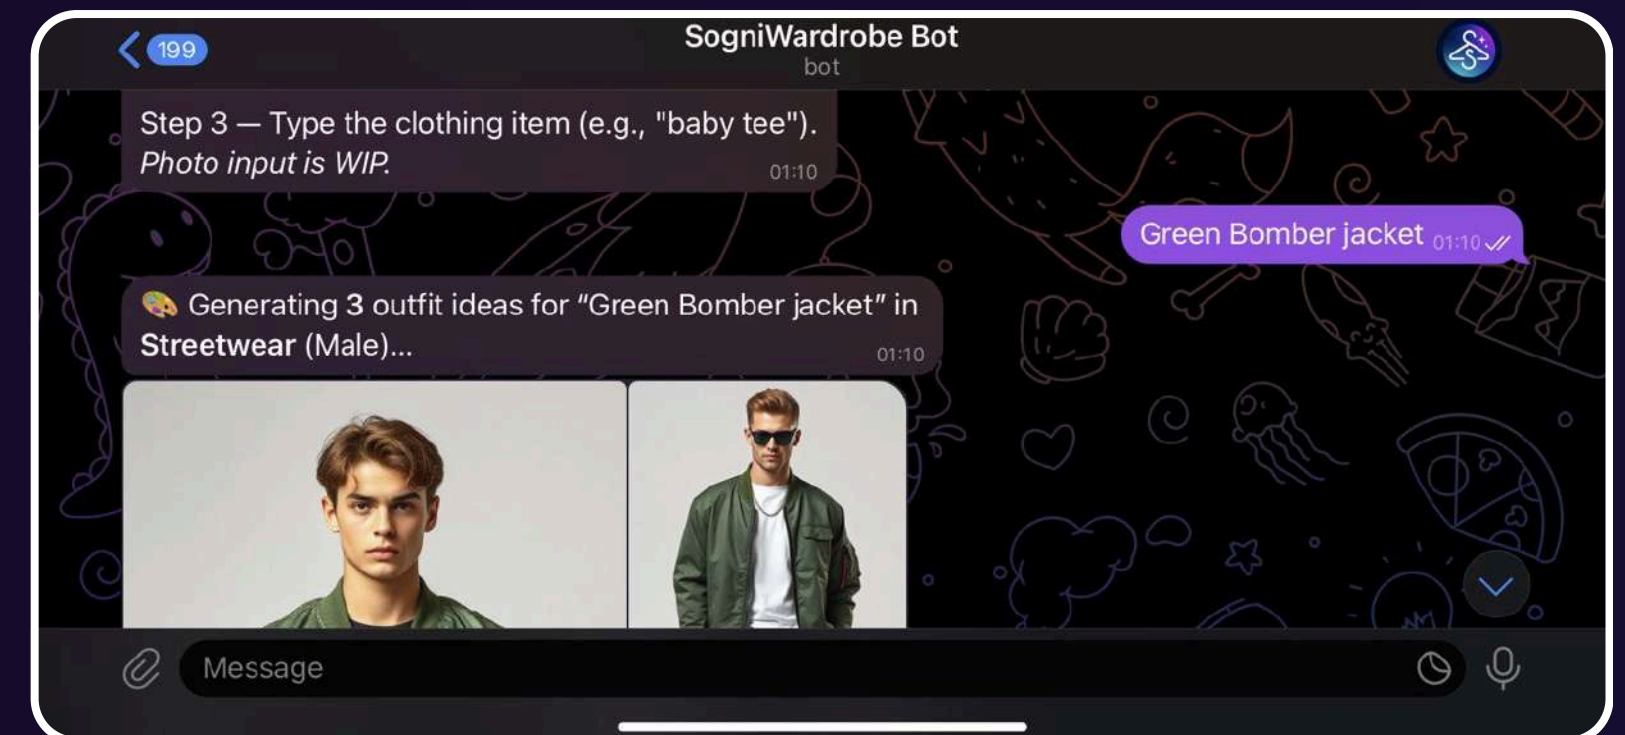 199
SogniWardrobe Bot
bot
Step 3 — Type the clothing item (e.g., "baby tee").
Photo input is WIP.
01:10
Green Bomber jacket 01:10
🎨 Generating 3 outfit ideas for “Green Bomber jacket” in
Streetwear (Male)...
01:10
Message